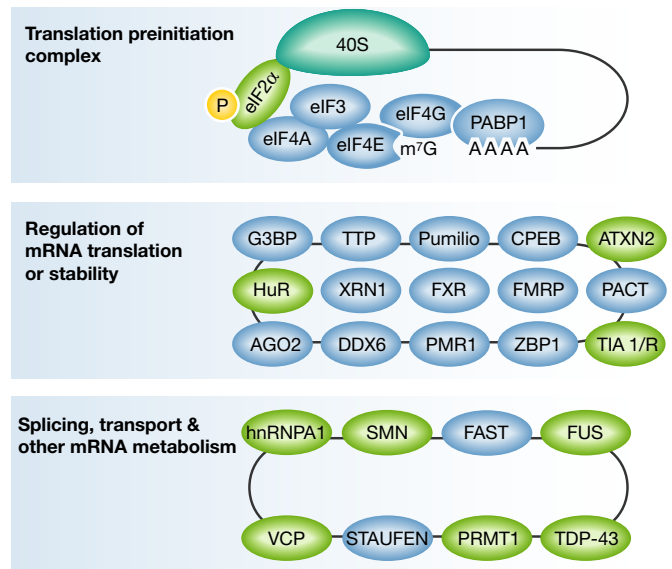 Translation preinitiation
complex
40S
P
eIF2α
eIF3
eIF4G
PABP1
eIF4A
eIF4E
m⁷G
AAAA
Regulation of
mRNA translation
or stability
G3BP TTP Pumilio CPEB ATXN2
HuR XRN1 FXR FMRP PACT
AGO2 DDX6 PMR1 ZBP1 TIA 1/R
Splicing, transport &
other mRNA metabolism
hnRNPA1 SMN FAST FUS
VCP STAUFEN PRMT1 TDP-43